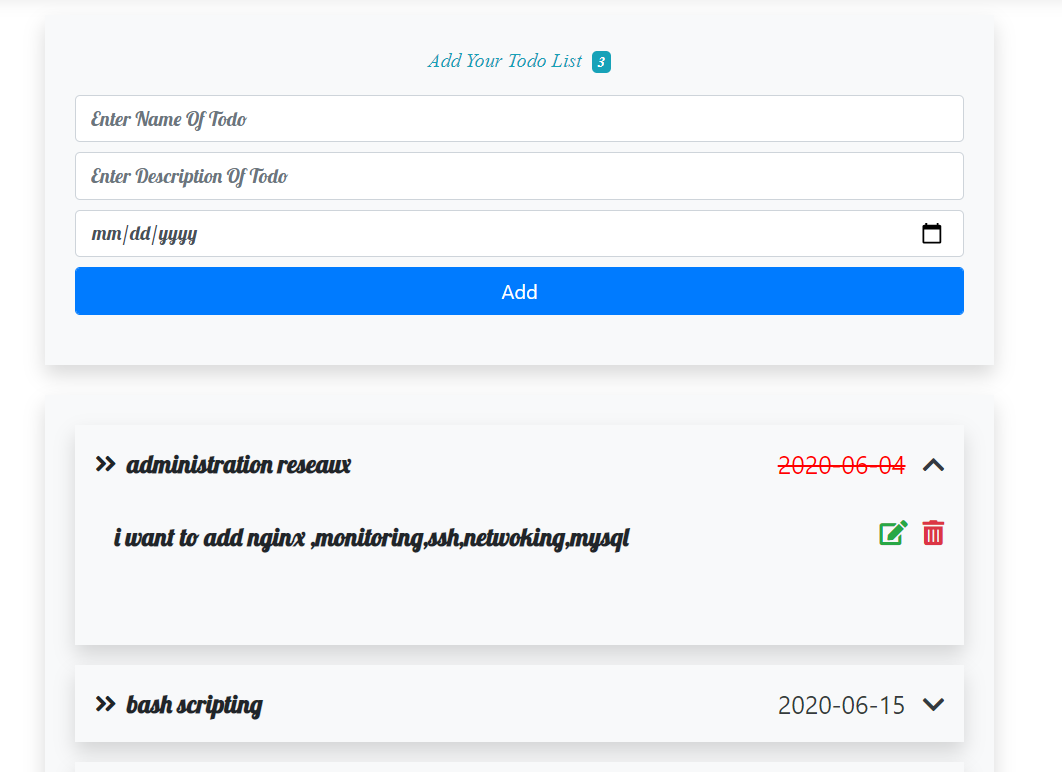 Add Your Todo List 3
Enter Name Of Todo
Enter Description Of Todo
mm/dd/yyyy
Add
administration reseaux 2020-06-04
i want to add nginx ,monitoring,ssh,netwoking,mysql
bash scripting 2020-06-15